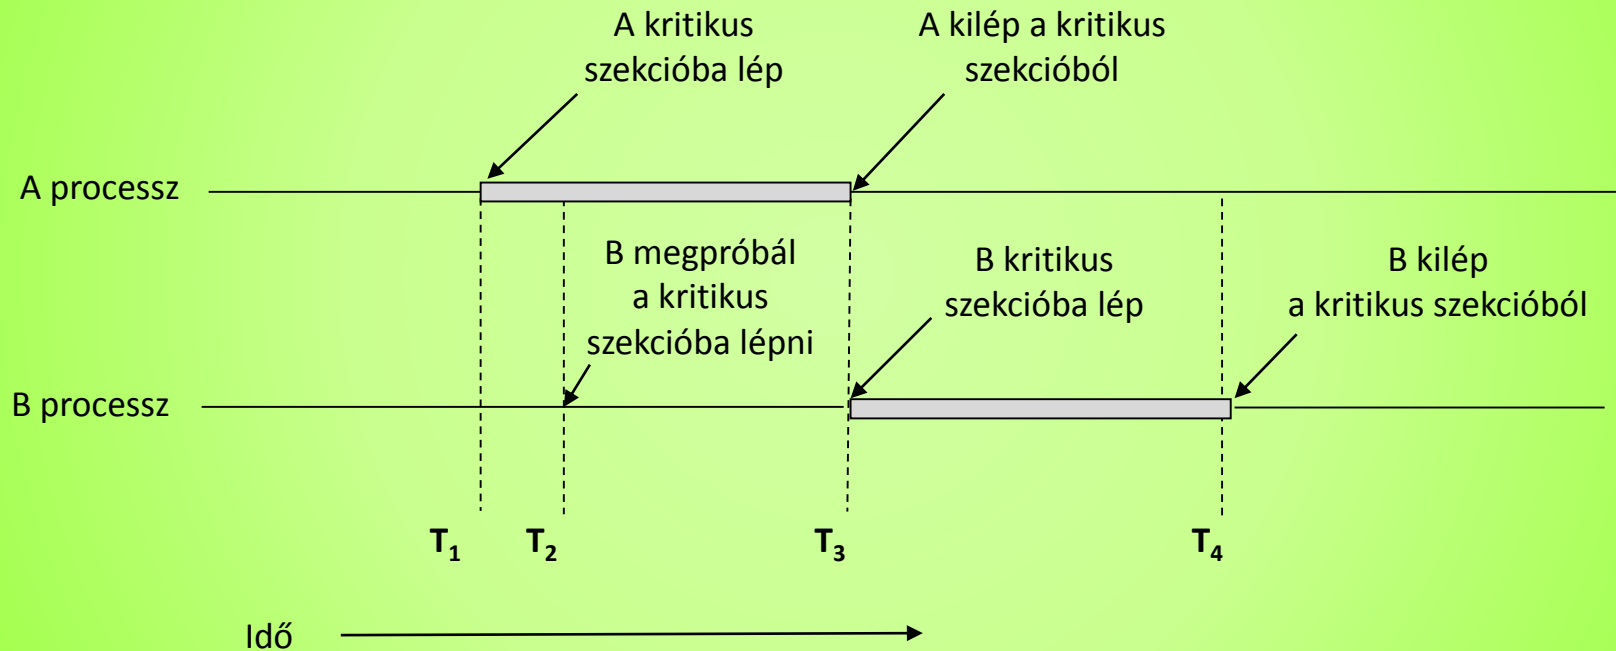 A kritikus
szekcióba lép
A kilép a kritikus
szekcióból
A processz
B megpróbál
a kritikus
szekcióba lépni
B kritikus
szekcióba lép
B kilép
a kritikus szekcióból
B processz
T₁
T₂
T₃
T₄
Idő